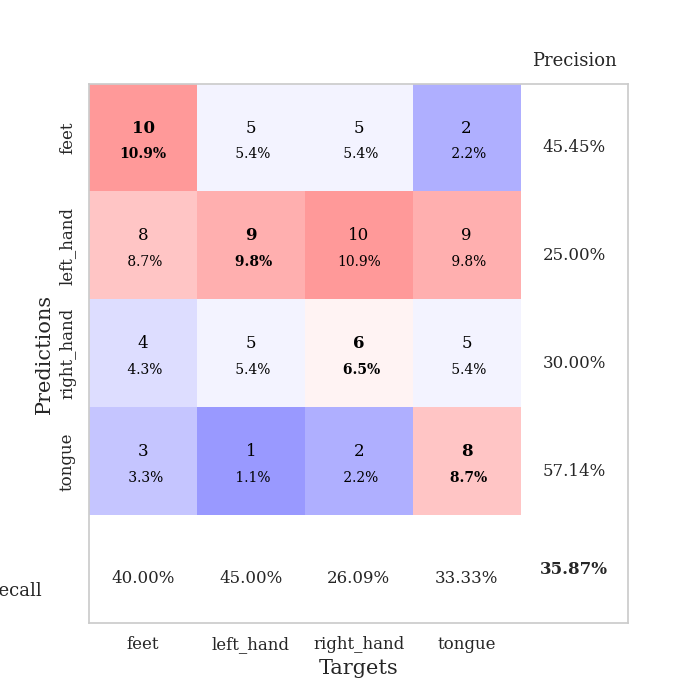 Precision
feet
10 5 5 2
10.9% 5.4% 5.4% 2.2%
45.45%
left_hand
8 9 10 9
8.7% 9.8% 10.9% 9.8%
25.00%
Predictions
right_hand
4 5 6 5
4.3% 5.4% 6.5% 5.4%
30.00%
tongue
3 1 2 8
3.3% 1.1% 2.2% 8.7%
57.14%
ecall
40.00% 45.00% 26.09% 33.33% 35.87%
feet left_hand right_hand tongue
Targets